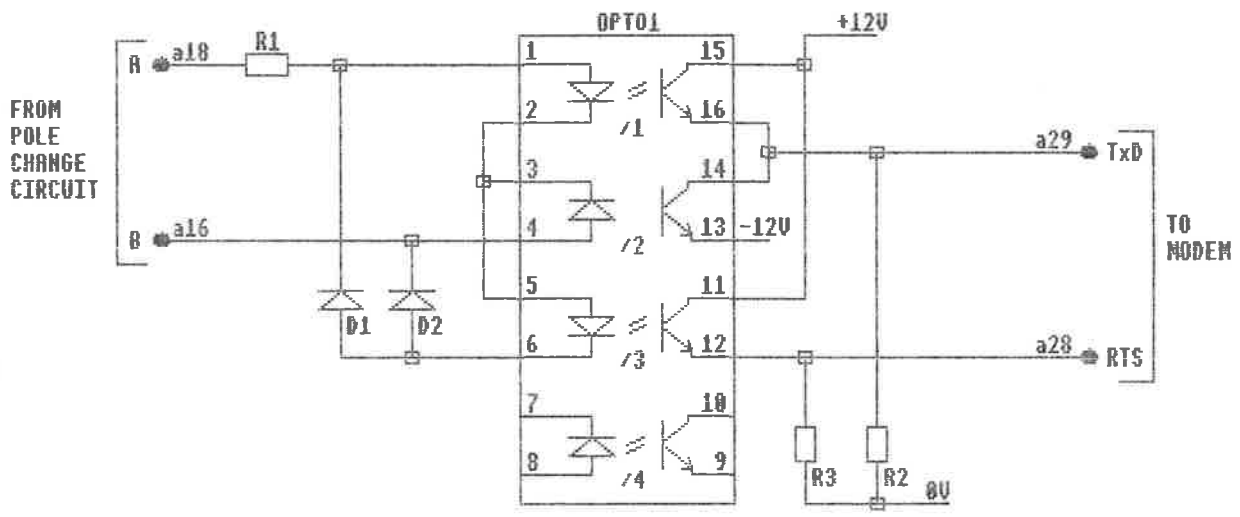 OPTO1
+12V
A a18 R1
1 15
2 16
/1
a29 TxD
3 14
B a16
4 13 -12V
/2
5 11
D1 D2
6 12
/3
a28 RTS
7 10
8 9
/4
R3 R2
0V
FROM
POLE
CHANGE
CIRCUIT
TO
MODEM